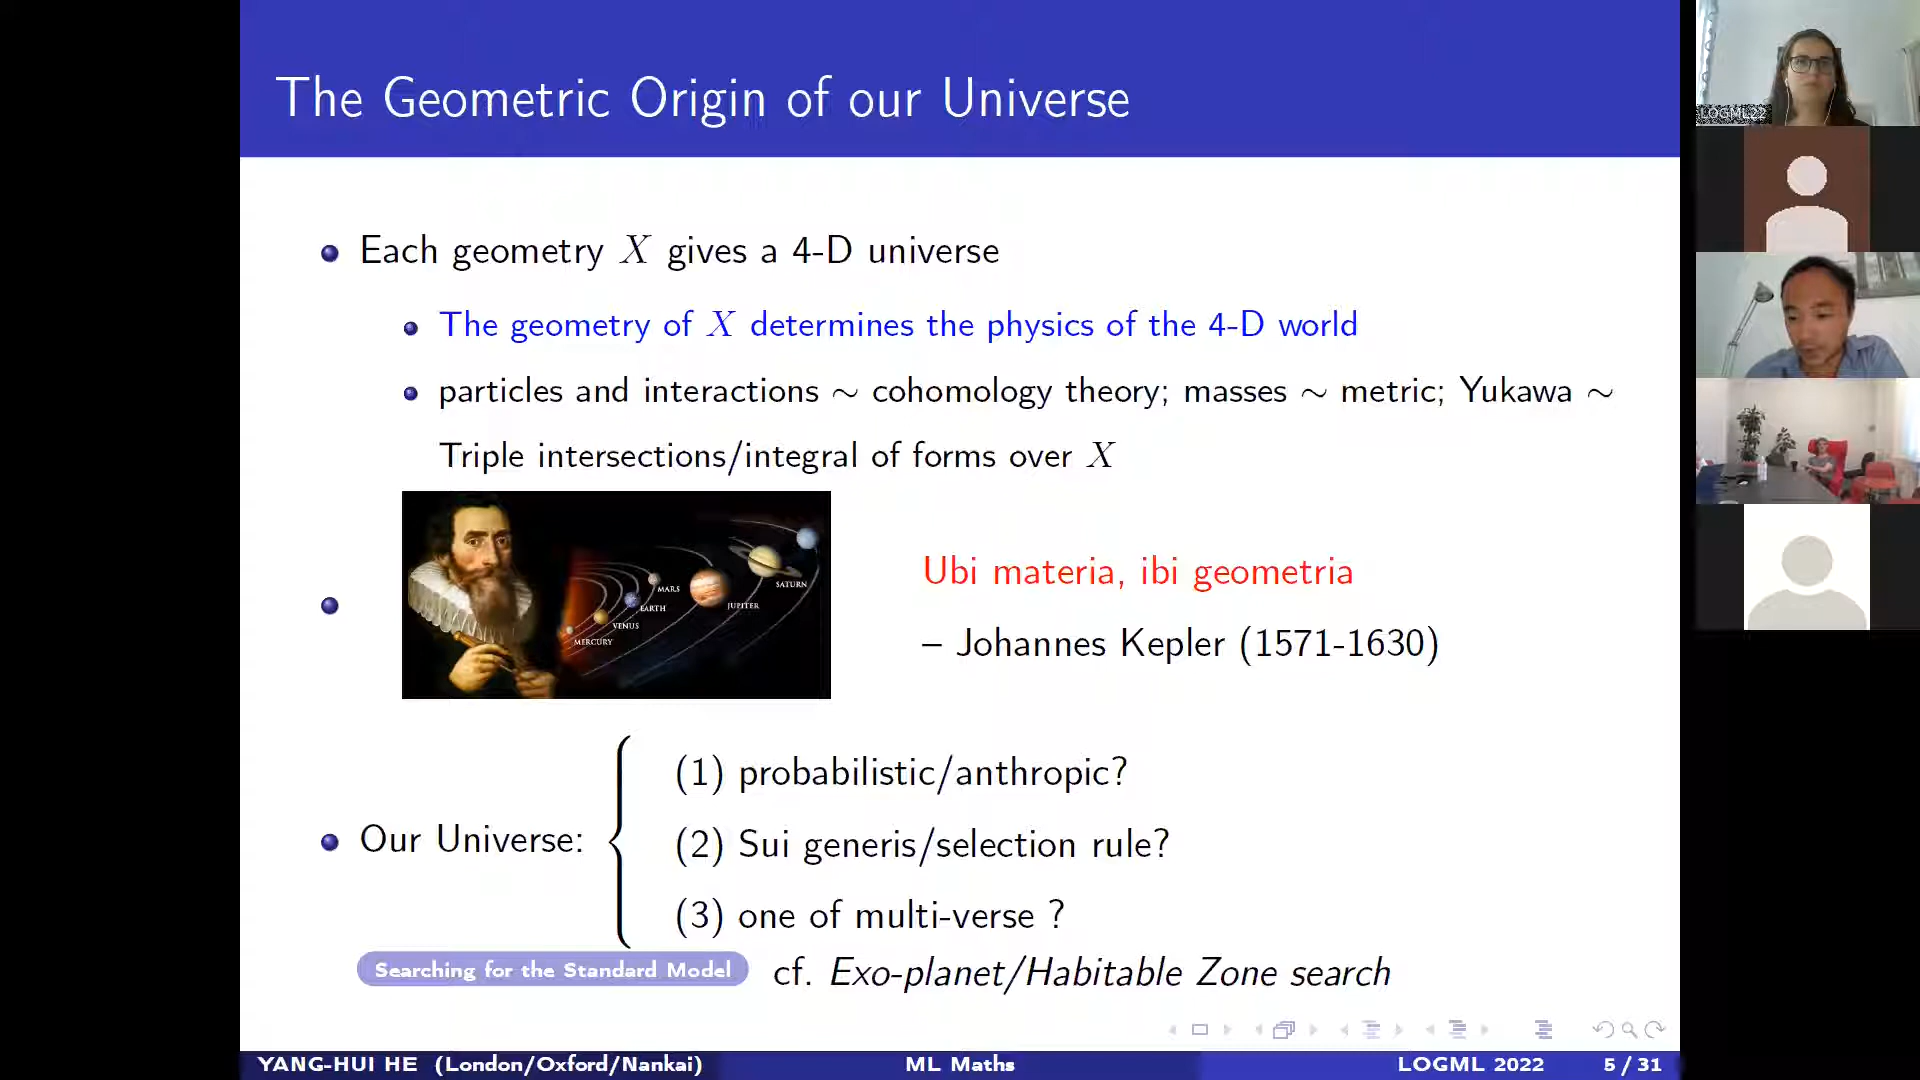 The Geometric Origin of our Universe
Each geometry X gives a 4-D universe
The geometry of X determines the physics of the 4-D world
particles and interactions ∼ cohomology theory; masses ∼ metric; Yukawa ∼
Triple intersections/integral of forms over X
MARS
EARTH
VENUS
MERCURY
JUPITER
SATURN
Ubi materia, ibi geometria
– Johannes Kepler (1571-1630)
Our Universe:
(1) probabilistic/anthropic?
(2) Sui generis/selection rule?
(3) one of multi-verse ?
Searching for the Standard Model cf. Exo-planet/Habitable Zone search
YANG-HUI HE (London/Oxford/Nankai) ML Maths LOGML 2022 5 / 31
LOGML22